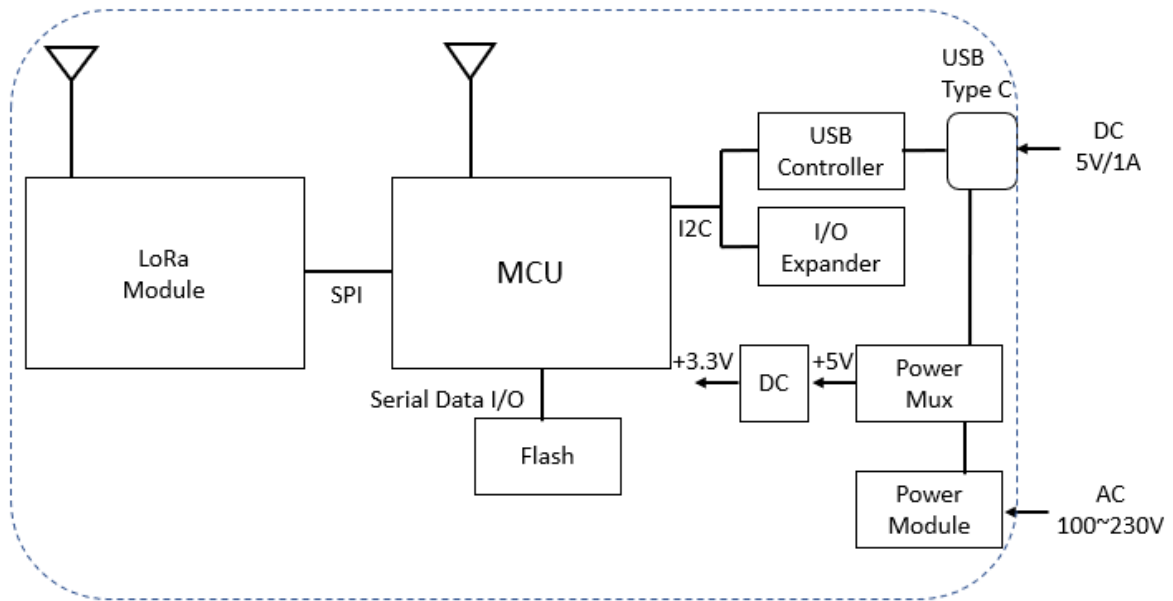 USB
Type C
DC
5V/1A
USB
Controller
I2C
I/O
Expander
LoRa
Module
SPI
MCU
+3.3V
DC
+5V
Power
Mux
Serial Data I/O
Flash
Power
Module
AC
100~230V